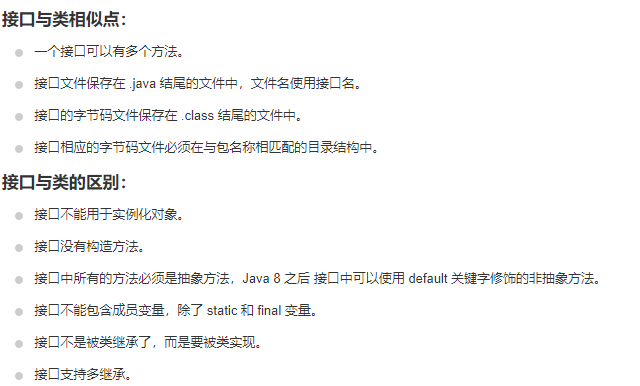 接口与类相似点：
一个接口可以有多个方法。
接口文件保存在 .java 结尾的文件中，文件名使用接口名。
接口的字节码文件保存在 .class 结尾的文件中。
接口相应的字节码文件必须在与包名称相匹配的目录结构中。
接口与类的区别：
接口不能用于实例化对象。
接口没有构造方法。
接口中所有的方法必须是抽象方法，Java 8 之后 接口中可以使用 default 关键字修饰的非抽象方法。
接口不能包含成员变量，除了 static 和 final 变量。
接口不是被类继承了，而是要被类实现。
接口支持多继承。